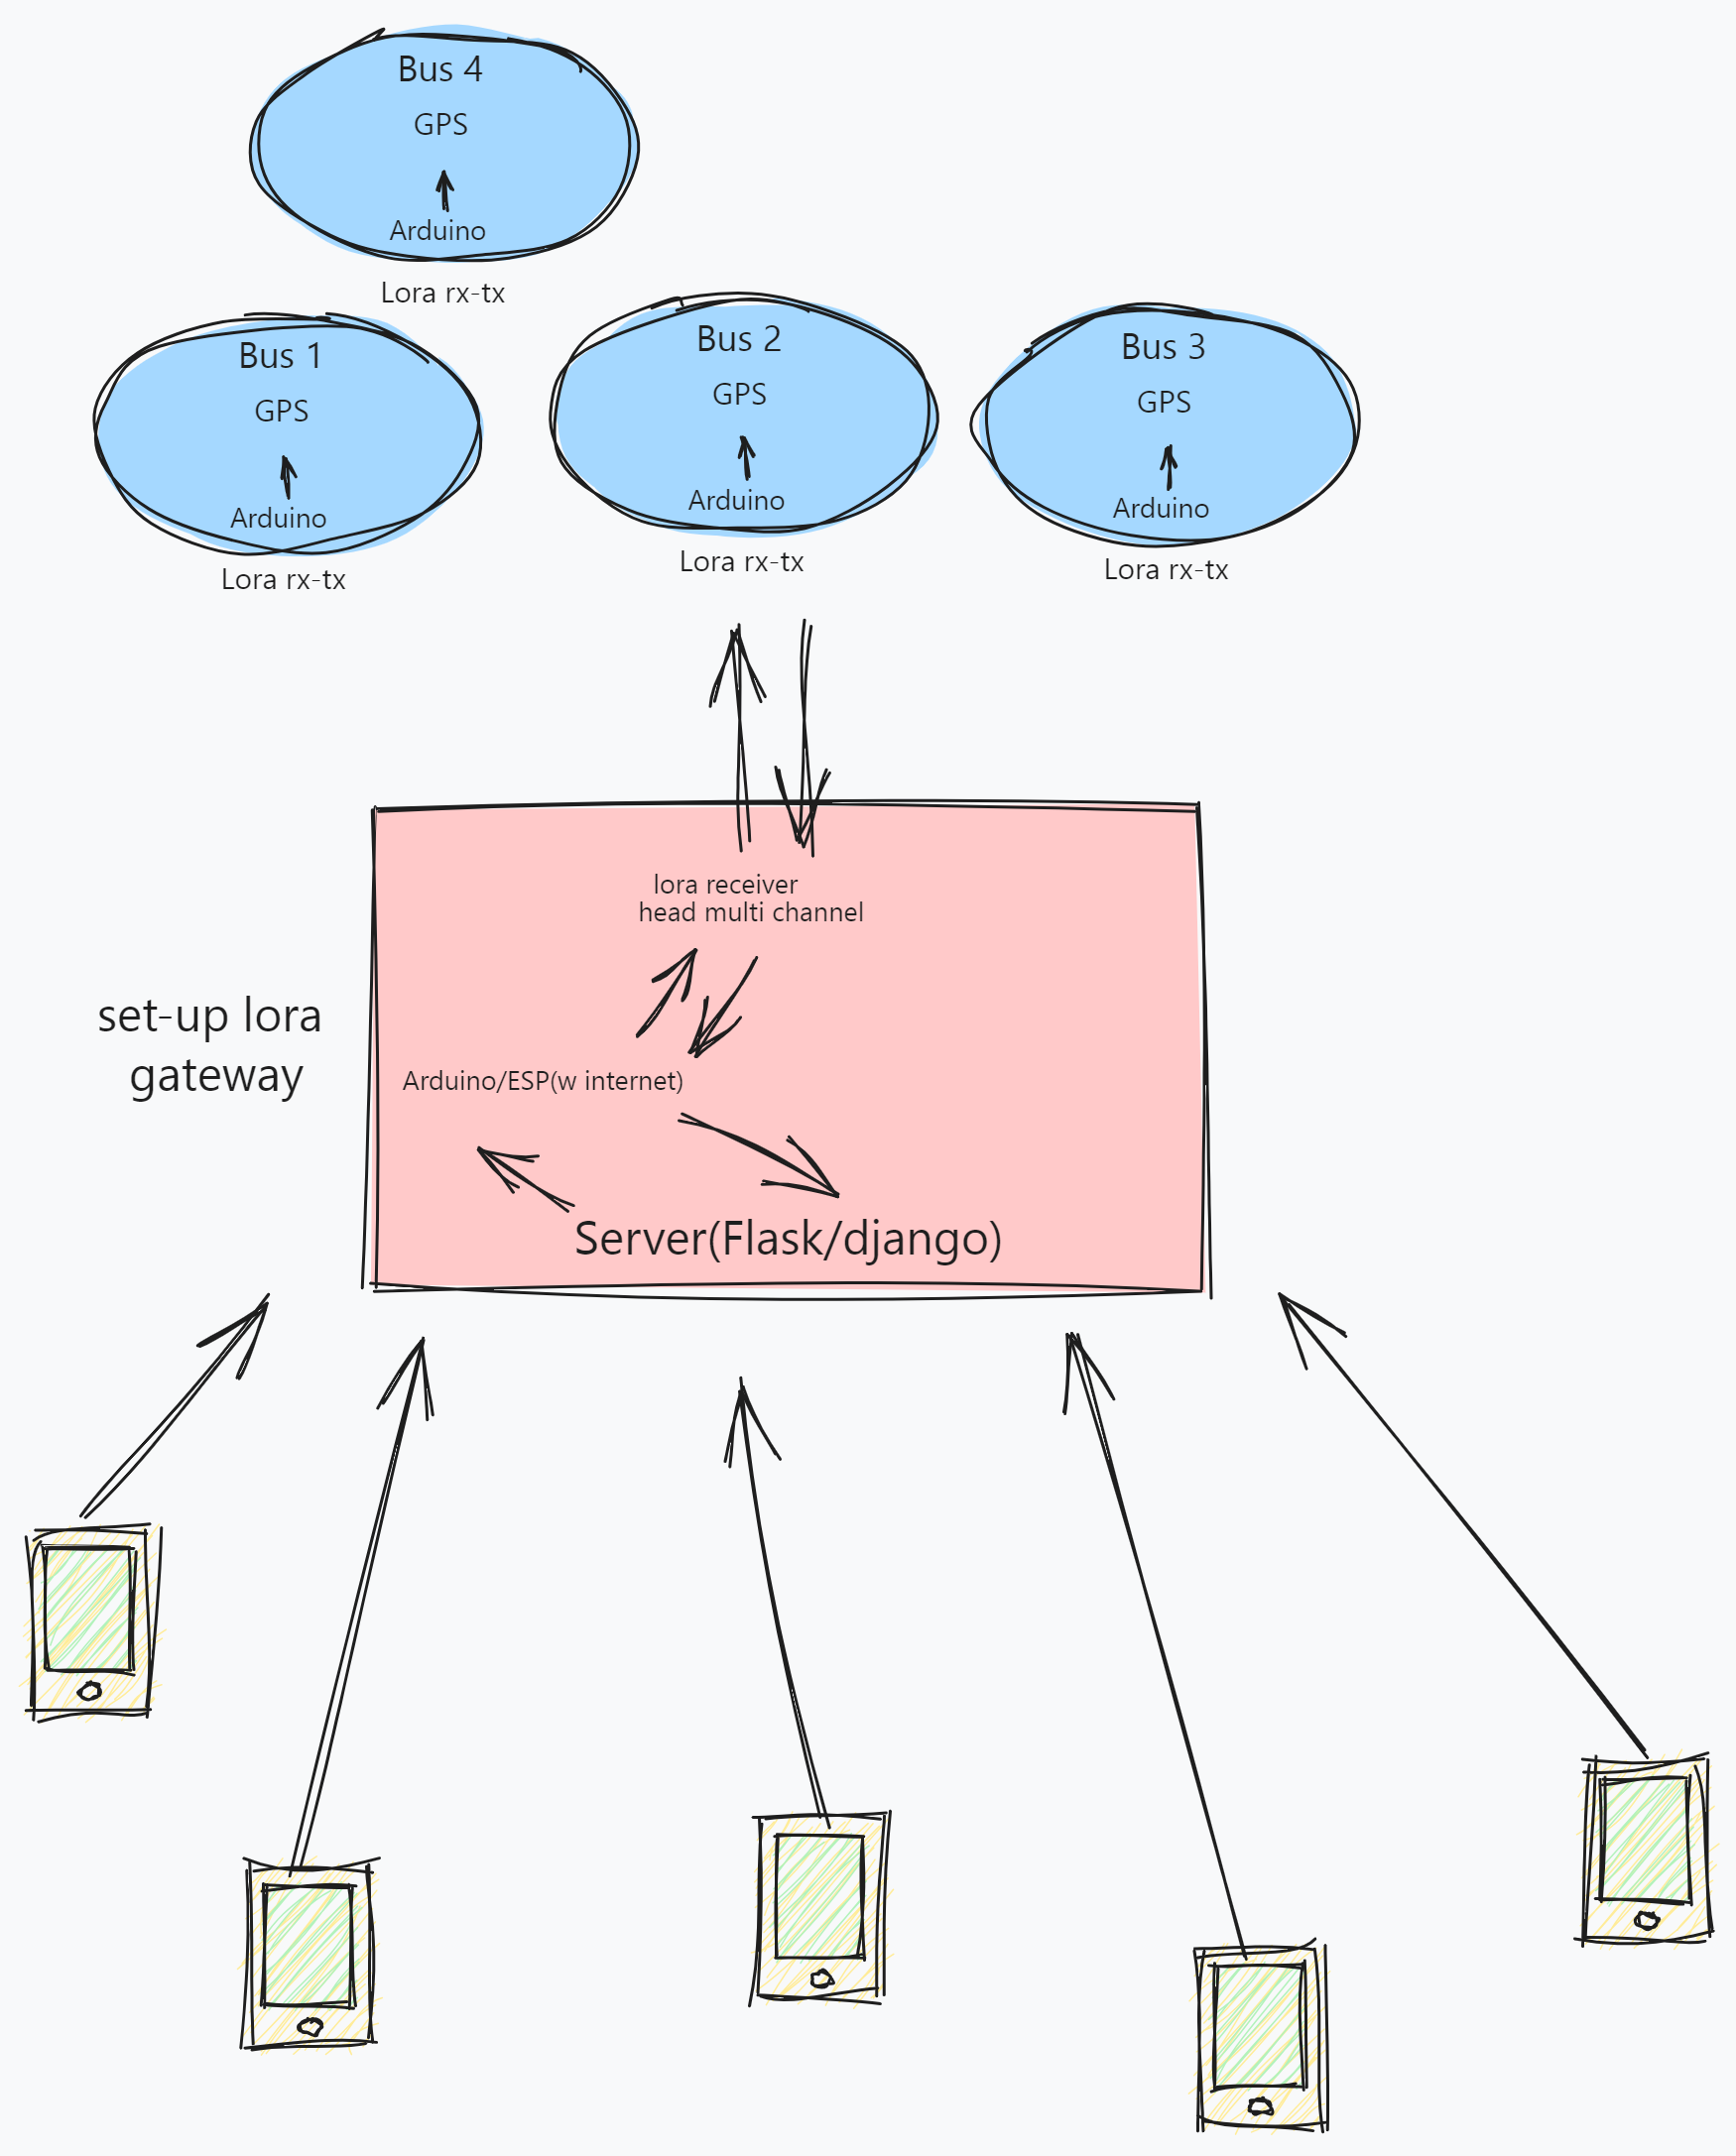 Bus 4
GPS
Arduino
Lora rx-tx
Bus 1
GPS
Arduino
Lora rx-tx
Bus 2
GPS
Arduino
Lora rx-tx
Bus 3
GPS
Arduino
Lora rx-tx
lora receiver
head multi channel
set-up lora
gateway
Arduino/ESP(w internet)
Server(Flask/django)